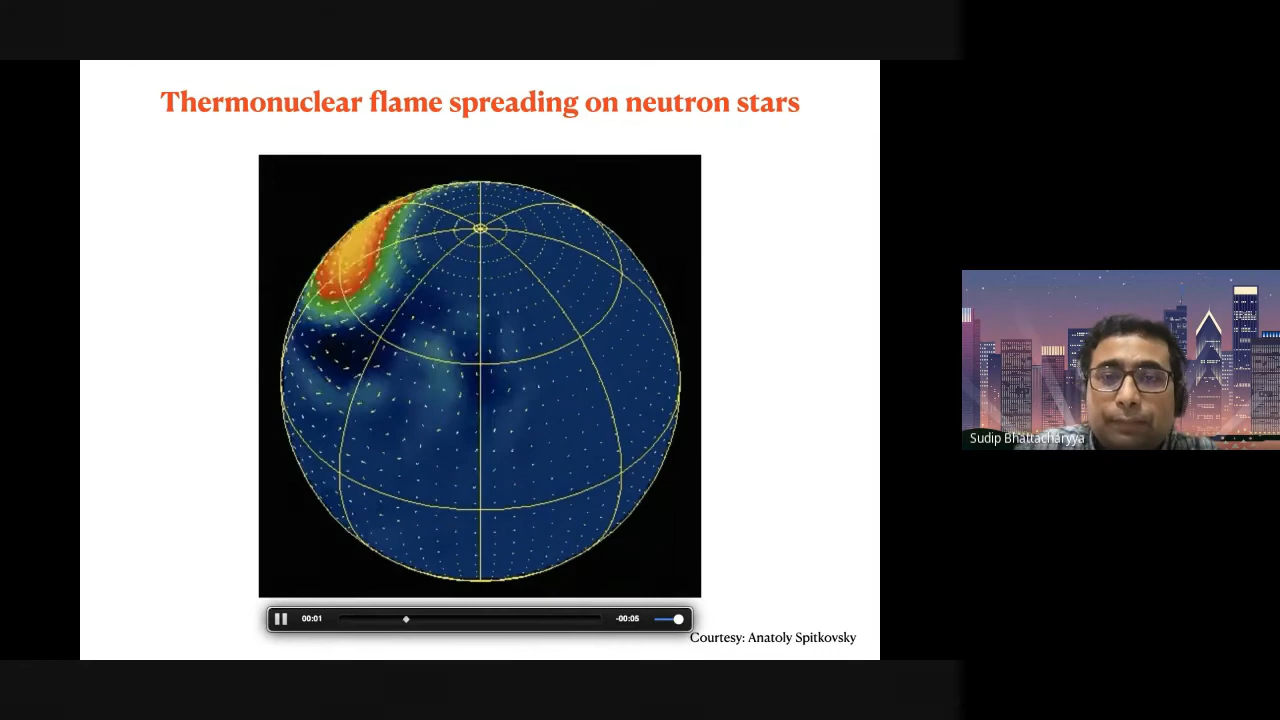 Thermonuclear flame spreading on neutron stars
00:01
-00:05
Courtesy: Anatoly Spitkovsky
Sudip Bhattacharyya